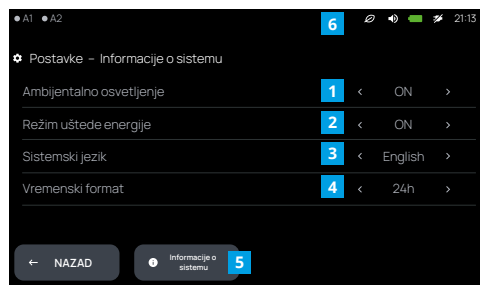 A1 A2 6 21:13
Postavke – Informacije o sistemu
Ambijentalno osvetljenje 1 < ON >
Režim uštede energije 2 < ON >
Sistemski jezik 3 < English >
Vremenski format 4 < 24h >
← NAZAD
Informacije o
sistemu
5